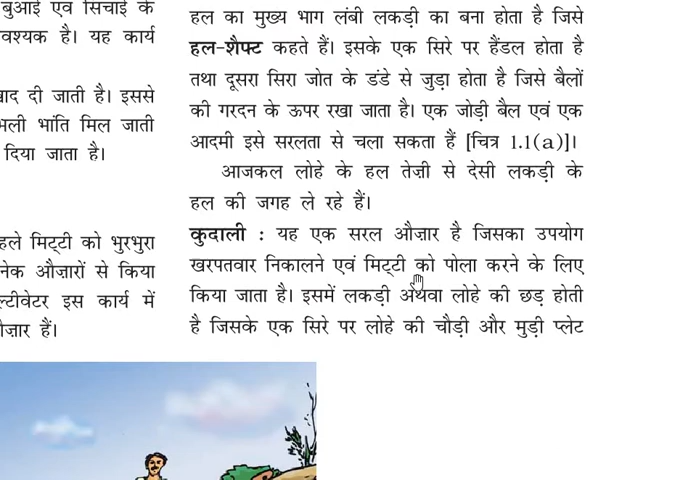 बुआई एवं सिंचाई के
वश्यक है। यह कार्य
ाद दी जाती है। इससे
भली भांति मिल जाती
दिया जाता है।
हले मिट्टी को भुरभुरा
नेक औज़ारों से किया
ल्टीवेटर इस कार्य में
ौज़ार हैं।
हल का मुख्य भाग लंबी लकड़ी का बना होता है जिसे
हल-शैफ्ट कहते हैं। इसके एक सिरे पर हैंडल होता है
तथा दूसरा सिरा जोत के डंडे से जुड़ा होता है जिसे बैलों
की गरदन के ऊपर रखा जाता है। एक जोड़ी बैल एवं एक
आदमी इसे सरलता से चला सकता हैं [चित्र 1.1(a)]।
आजकल लोहे के हल तेज़ी से देसी लकड़ी के
हल की जगह ले रहे हैं।
कुदाली : यह एक सरल औज़ार है जिसका उपयोग
खरपतवार निकालने एवं मिट्टी को पोला करने के लिए
किया जाता है। इसमें लकड़ी अथवा लोहे की छड़ होती
है जिसके एक सिरे पर लोहे की चौड़ी और मुड़ी प्लेट